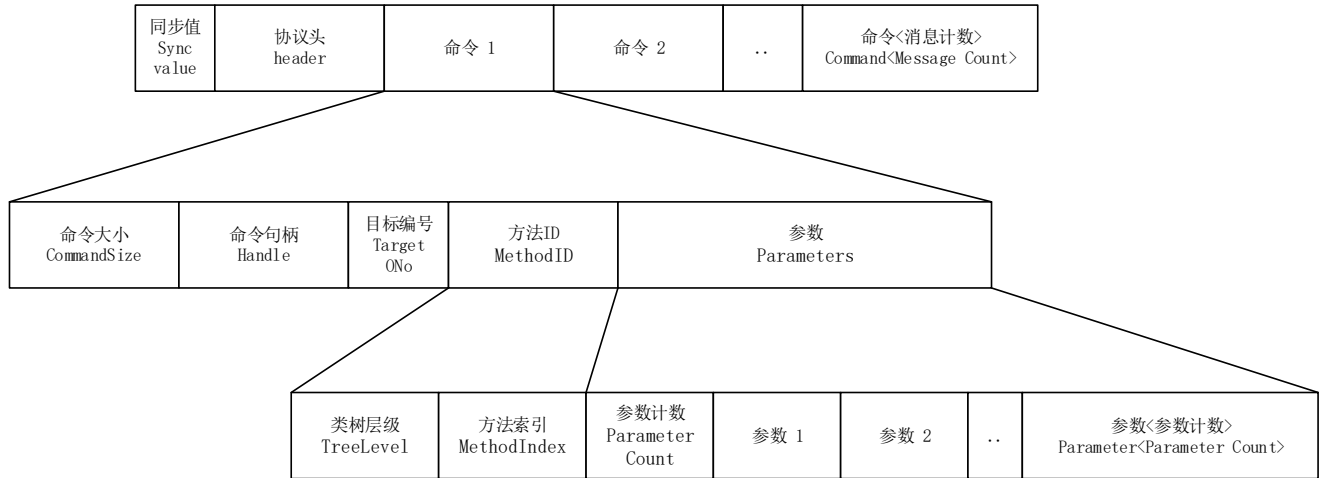 同步值
Sync
value
协议头
header
命令 1
命令 2
..
命令<消息计数>
Command<Message Count>
命令大小
CommandSize
命令句柄
Handle
目标编号
Target
ONo
方法ID
MethodID
参数
Parameters
类树层级
TreeLevel
方法索引
MethodIndex
参数计数
Parameter
Count
参数 1
参数 2
..
参数<参数计数>
Parameter<Parameter Count>